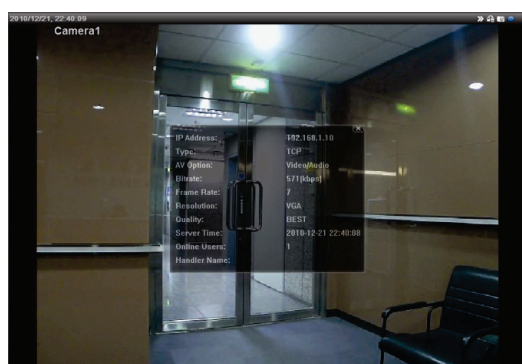 2010/12/21, 22:40:09
Camera1
IP Address: 192.168.1.10
Type: TCP
AV Option: Video/Audio
Bitrate: 571(kbps)
Frame Rate: 7
Resolution: VGA
Quality: BEST
Server Time: 2010-12-21 22:40:08
Online Users: 1
Handler Name: